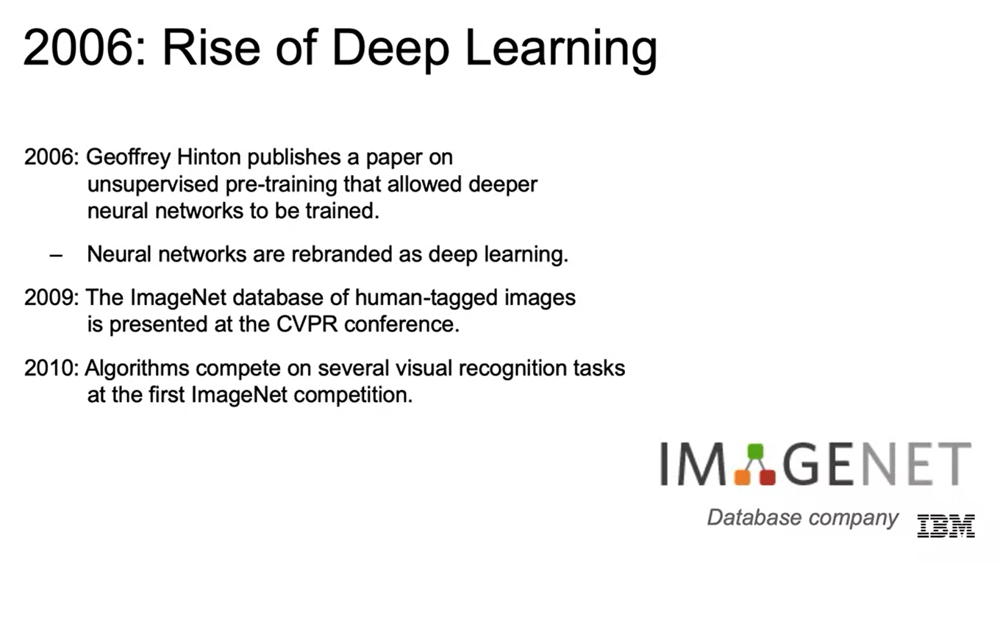 2006: Rise of Deep Learning
2006: Geoffrey Hinton publishes a paper on
unsupervised pre-training that allowed deeper
neural networks to be trained.
– Neural networks are rebranded as deep learning.
2009: The ImageNet database of human-tagged images
is presented at the CVPR conference.
2010: Algorithms compete on several visual recognition tasks
at the first ImageNet competition.
IMAGENET
Database company
IBM